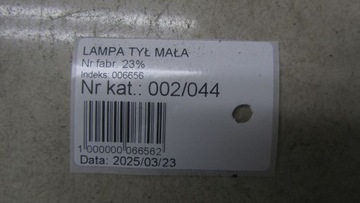 LAMPA TYŁ MAŁA
Nr fabr. 23%
Indeks: 006656
Nr kat.: 002/044
1 000000 066562
Data: 2025/03/23